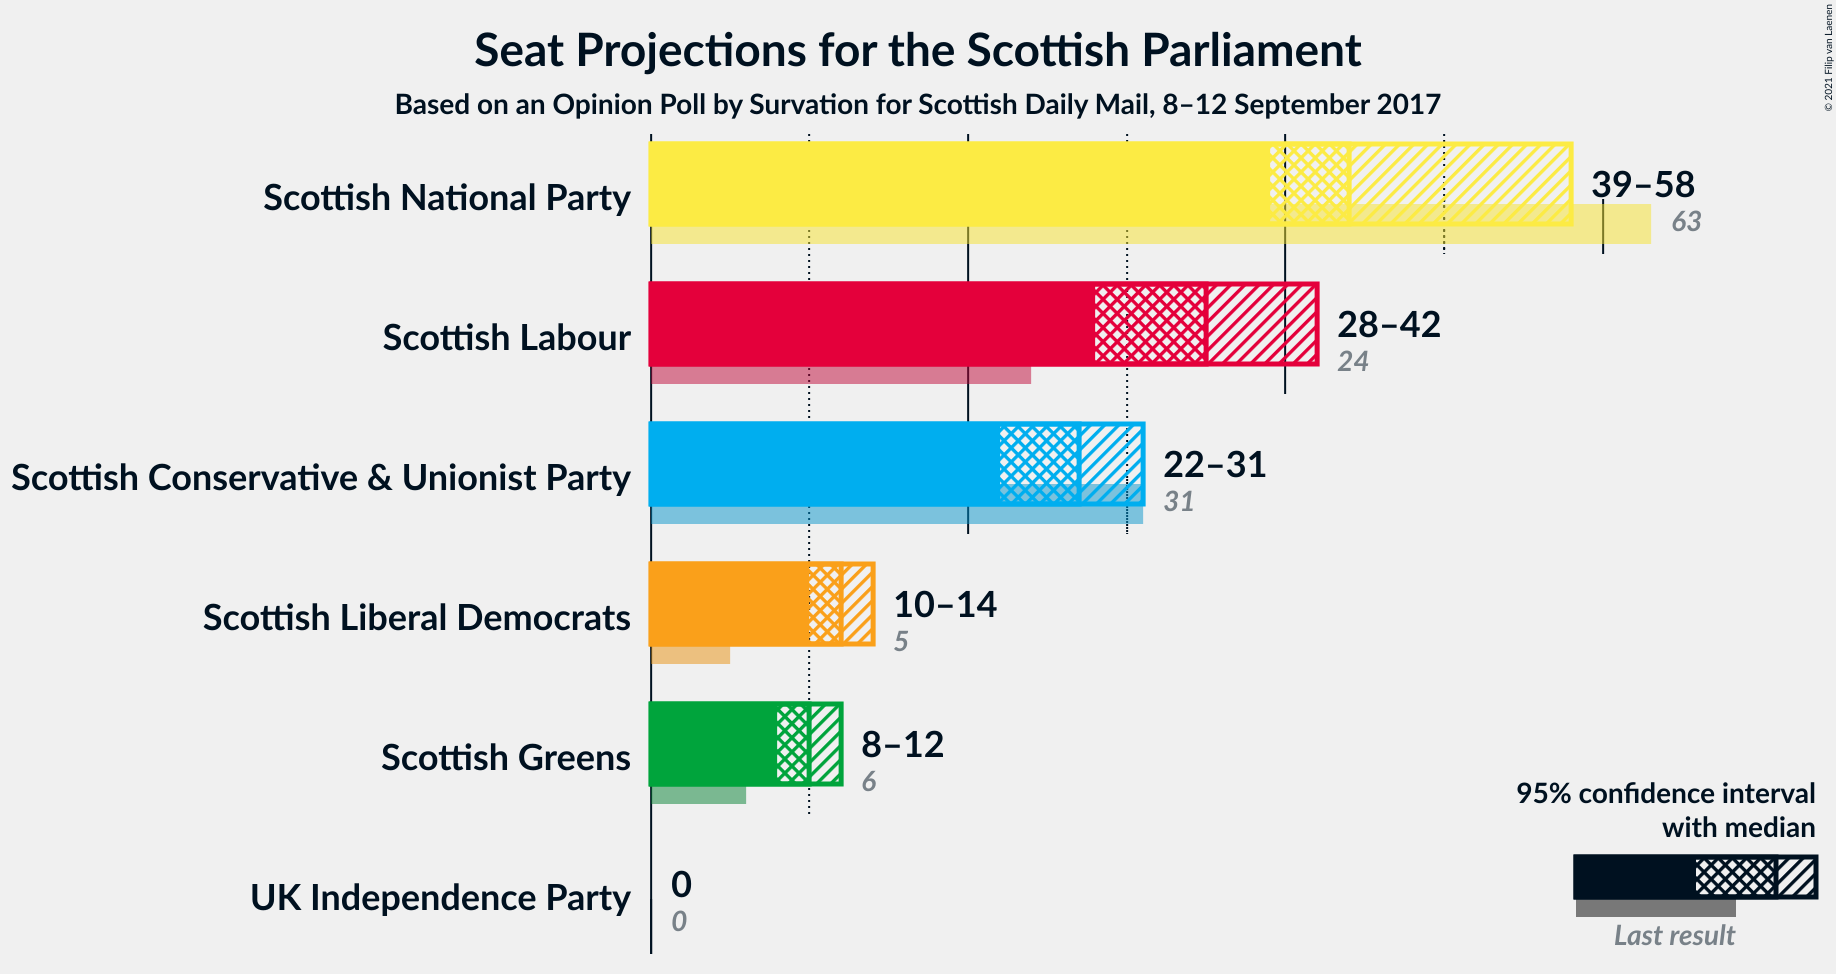 Seat Projections for the Scottish Parliament
Based on an Opinion Poll by Survation for Scottish Daily Mail, 8–12 September 2017
© 2021 Filip van Laenen
Scottish National Party
39–58
63
Scottish Labour
28–42
24
Scottish Conservative & Unionist Party
22–31
31
Scottish Liberal Democrats
10–14
5
Scottish Greens
8–12
6
UK Independence Party
0
0
95% confidence interval
with median
Last result